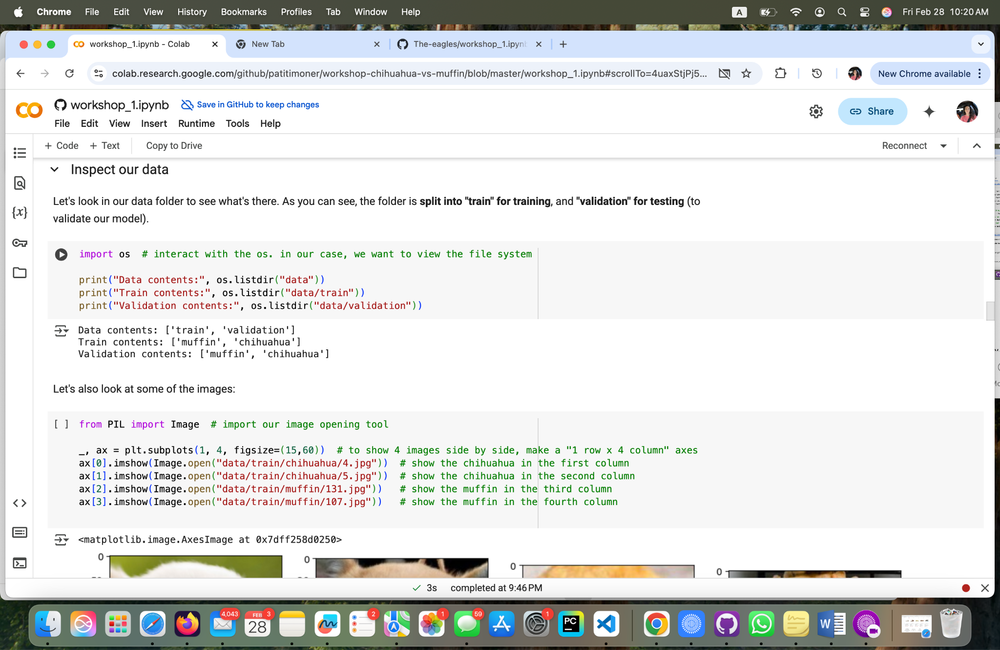 Chrome File Edit View History Bookmarks Profiles Tab Window Help A Fri Feb 28 10:20 AM
workshop_1.ipynb - Colab New Tab The-eagles/workshop_1.ipynb
colab.research.google.com/github/patitimoner/workshop-chihuahua-vs-muffin/blob/master/workshop_1.ipynb#scrollTo=4uaxStjPj5... New Chrome available
workshop_1.ipynb Save in GitHub to keep changes
Share
File Edit View Insert Runtime Tools Help
+ Code + Text Copy to Drive Reconnect
Inspect our data
Let's look in our data folder to see what's there. As you can see, the folder is split into "train" for training, and "validation" for testing (to
validate our model).
import os  # interact with the os. in our case, we want to view the file system
print("Data contents:", os.listdir("data"))
print("Train contents:", os.listdir("data/train"))
print("Validation contents:", os.listdir("data/validation"))
Data contents: ['train', 'validation']
Train contents: ['muffin', 'chihuahua']
Validation contents: ['muffin', 'chihuahua']
Let's also look at some of the images:
[ ] from PIL import Image  # import our image opening tool
_, ax = plt.subplots(1, 4, figsize=(15,60))  # to show 4 images side by side, make a "1 row x 4 column" axes
ax[0].imshow(Image.open("data/train/chihuahua/4.jpg"))  # show the chihuahua in the first column
ax[1].imshow(Image.open("data/train/chihuahua/5.jpg"))  # show the chihuahua in the second column
ax[2].imshow(Image.open("data/train/muffin/131.jpg"))   # show the muffin in the third column
ax[3].imshow(Image.open("data/train/muffin/107.jpg"))   # show the muffin in the fourth column
<matplotlib.image.AxesImage at 0x7dff258d0250>
0 0 0 0
3s completed at 9:46 PM
4,043 FEB 3 2 1 59 1
28 PC W